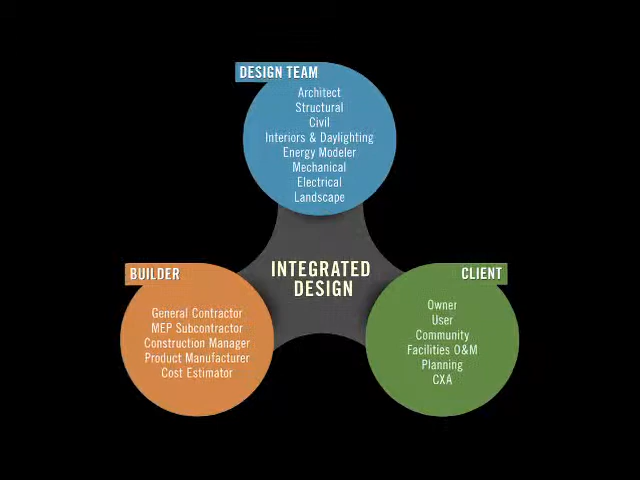 DESIGN TEAM
Architect
Structural
Civil
Interiors & Daylighting
Energy Modeler
Mechanical
Electrical
Landscape
INTEGRATED
DESIGN
BUILDER
General Contractor
MEP Subcontractor
Construction Manager
Product Manufacturer
Cost Estimator
CLIENT
Owner
User
Community
Facilities O&M
Planning
CXA